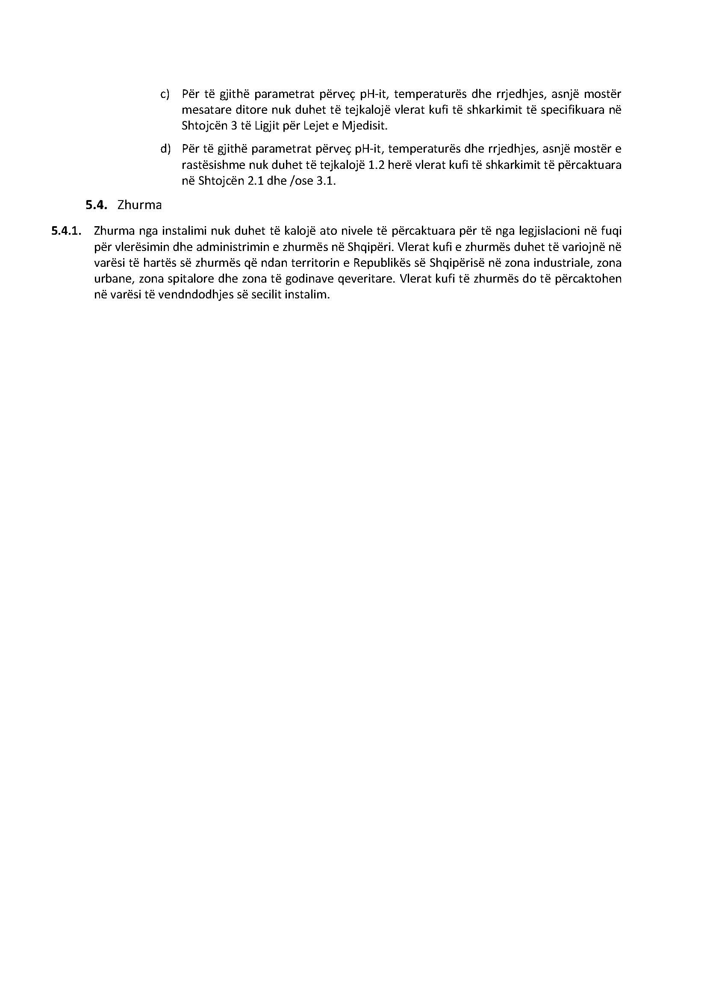 c) Për të gjithë parametrat përveç pH-it, temperaturës dhe rrjedhjes, asnjë mostër
mesatare ditore nuk duhet të tejkalojë vlerat kufi të shkarkimit të specifikuara në
Shtojcën 3 të Ligjit për Lejet e Mjedisit.
d) Për të gjithë parametrat përveç pH-it, temperaturës dhe rrjedhjes, asnjë mostër e
rastësishme nuk duhet të tejkalojë 1.2 herë vlerat kufi të shkarkimit të përcaktuara
në Shtojcën 2.1 dhe /ose 3.1.
5.4. Zhurma
5.4.1. Zhurma nga instalimi nuk duhet të kalojë ato nivele të përcaktuara për të nga legjislacioni në fuqi
për vlerësimin dhe administrimin e zhurmës në Shqipëri. Vlerat kufi e zhurmës duhet të variojnë në
varësi të hartës së zhurmës që ndan territorin e Republikës së Shqipërisë në zona industriale, zona
urbane, zona spitalore dhe zona të godinave qeveritare. Vlerat kufi të zhurmës do të përcaktohen
në varësi të vendndodhjes së secilit instalim.